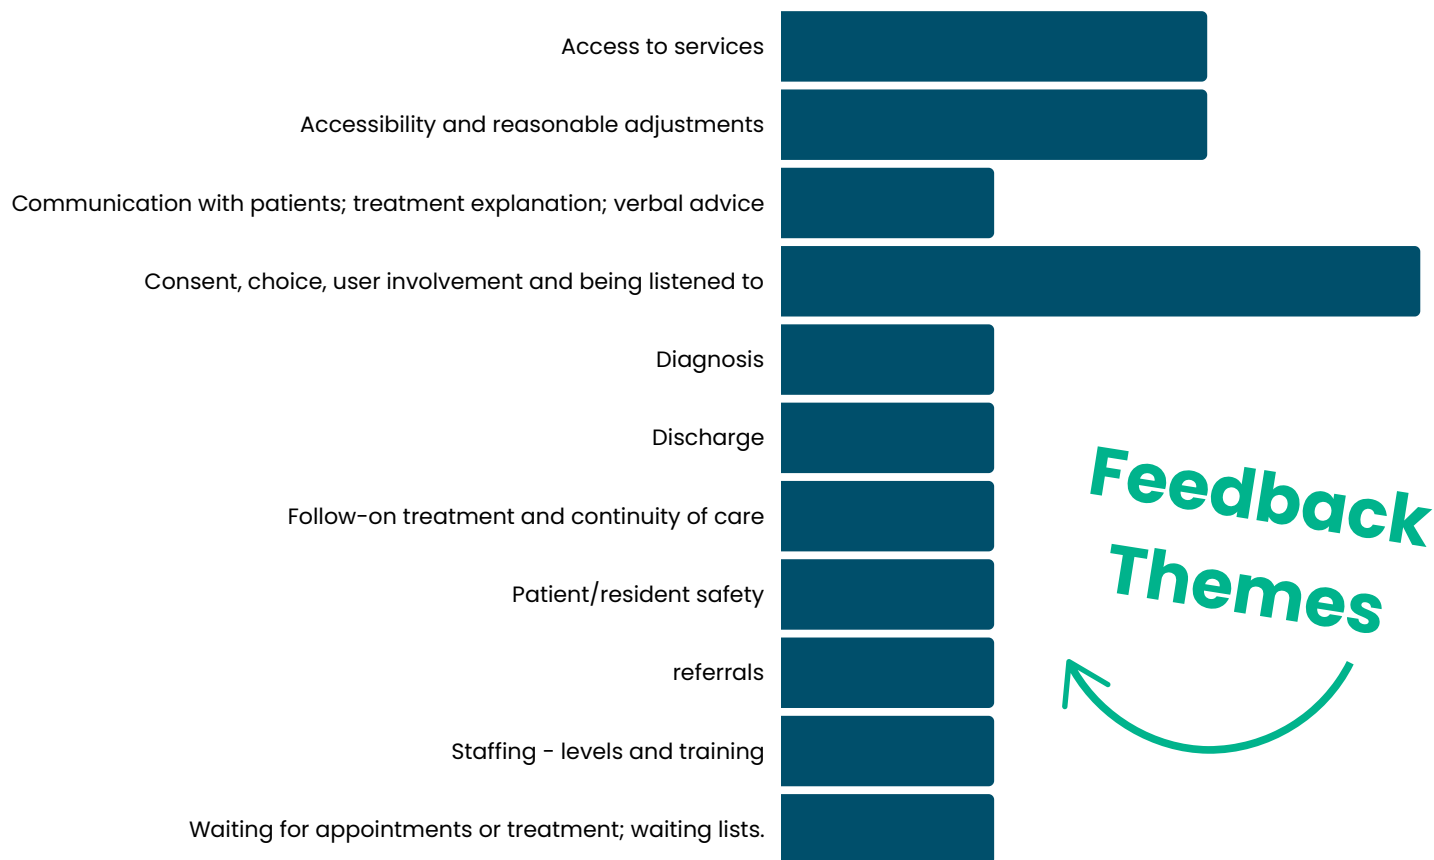 Access to services
Accessibility and reasonable adjustments
Communication with patients; treatment explanation; verbal advice
Consent, choice, user involvement and being listened to
Diagnosis
Discharge
Follow-on treatment and continuity of care
Patient/resident safety
referrals
Staffing - levels and training
Waiting for appointments or treatment; waiting lists.
Feedback
Themes